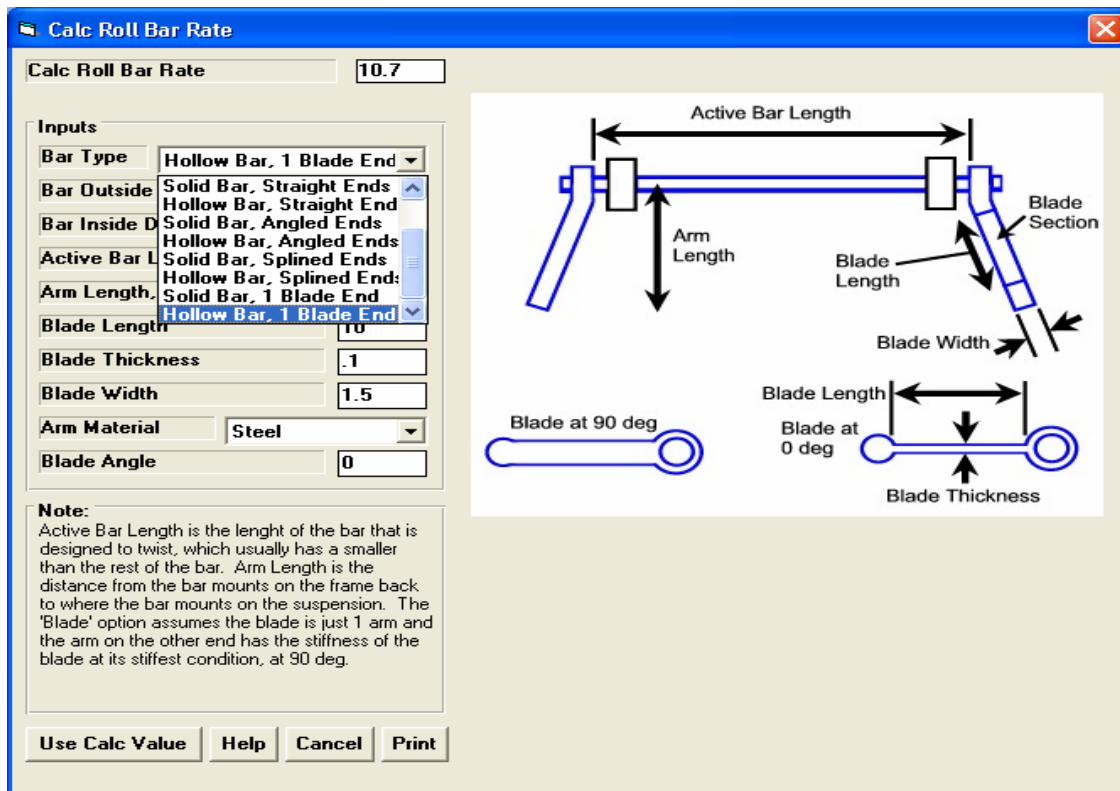 Calc Roll Bar Rate
Calc Roll Bar Rate 10.7
Inputs
Bar Type Hollow Bar, 1 Blade End
Bar Outside
Bar Inside D
Active Bar L
Arm Length,
Solid Bar, Straight Ends
Hollow Bar, Straight End
Solid Bar, Angled Ends
Hollow Bar, Angled Ends
Solid Bar, Splined Ends
Hollow Bar, Splined Ends
Solid Bar, 1 Blade End
Hollow Bar, 1 Blade End
Blade Length 10
Blade Thickness .1
Blade Width 1.5
Arm Material Steel
Blade Angle 0
Note:
Active Bar Length is the lenght of the bar that is
designed to twist, which usually has a smaller
than the rest of the bar. Arm Length is the
distance from the bar mounts on the frame back
to where the bar mounts on the suspension. The
'Blade' option assumes the blade is just 1 arm and
the arm on the other end has the stiffness of the
blade at its stiffest condition, at 90 deg.
Use Calc Value Help Cancel Print
Active Bar Length
Arm
Length
Blade
Section
Blade
Length
Blade Width
Blade Length
Blade at 90 deg
Blade at
0 deg
Blade Thickness